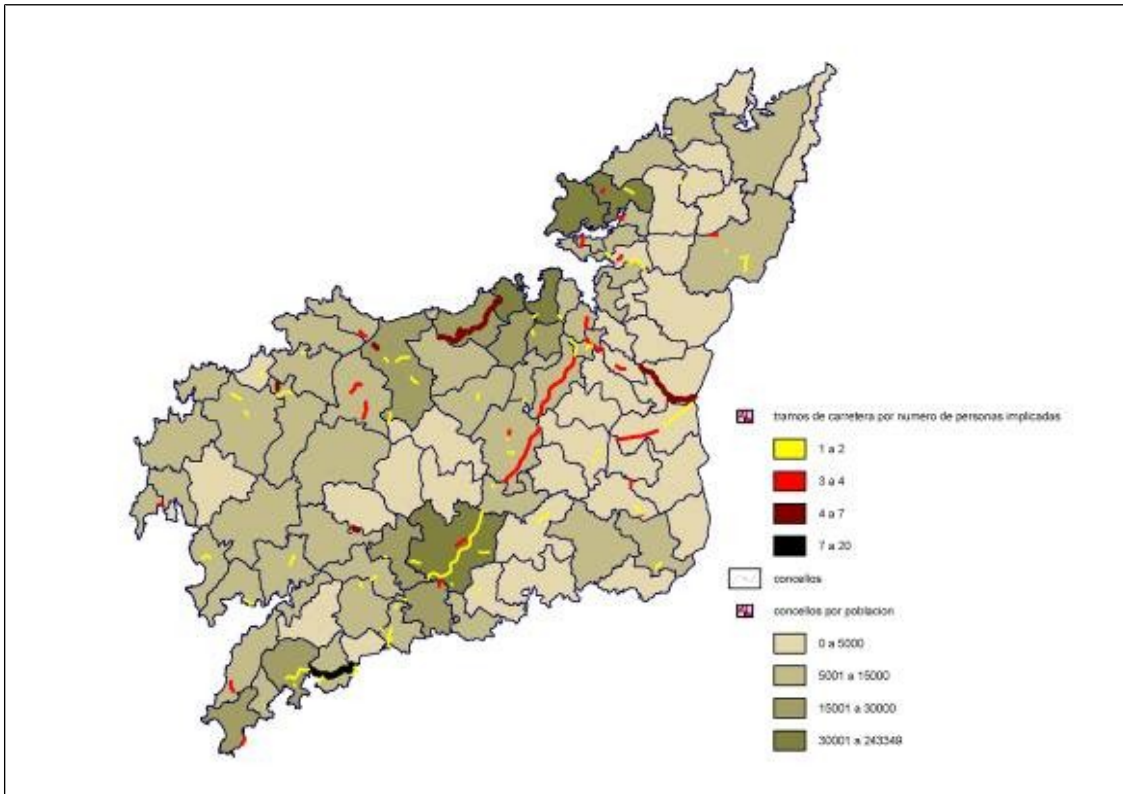 tramos de carretera por numero de personas implicadas
1 a 2
3 a 4
4 a 7
7 a 20
concellos
concellos por poblacion
0 a 5000
5001 a 15000
15001 a 30000
30001 a 243349